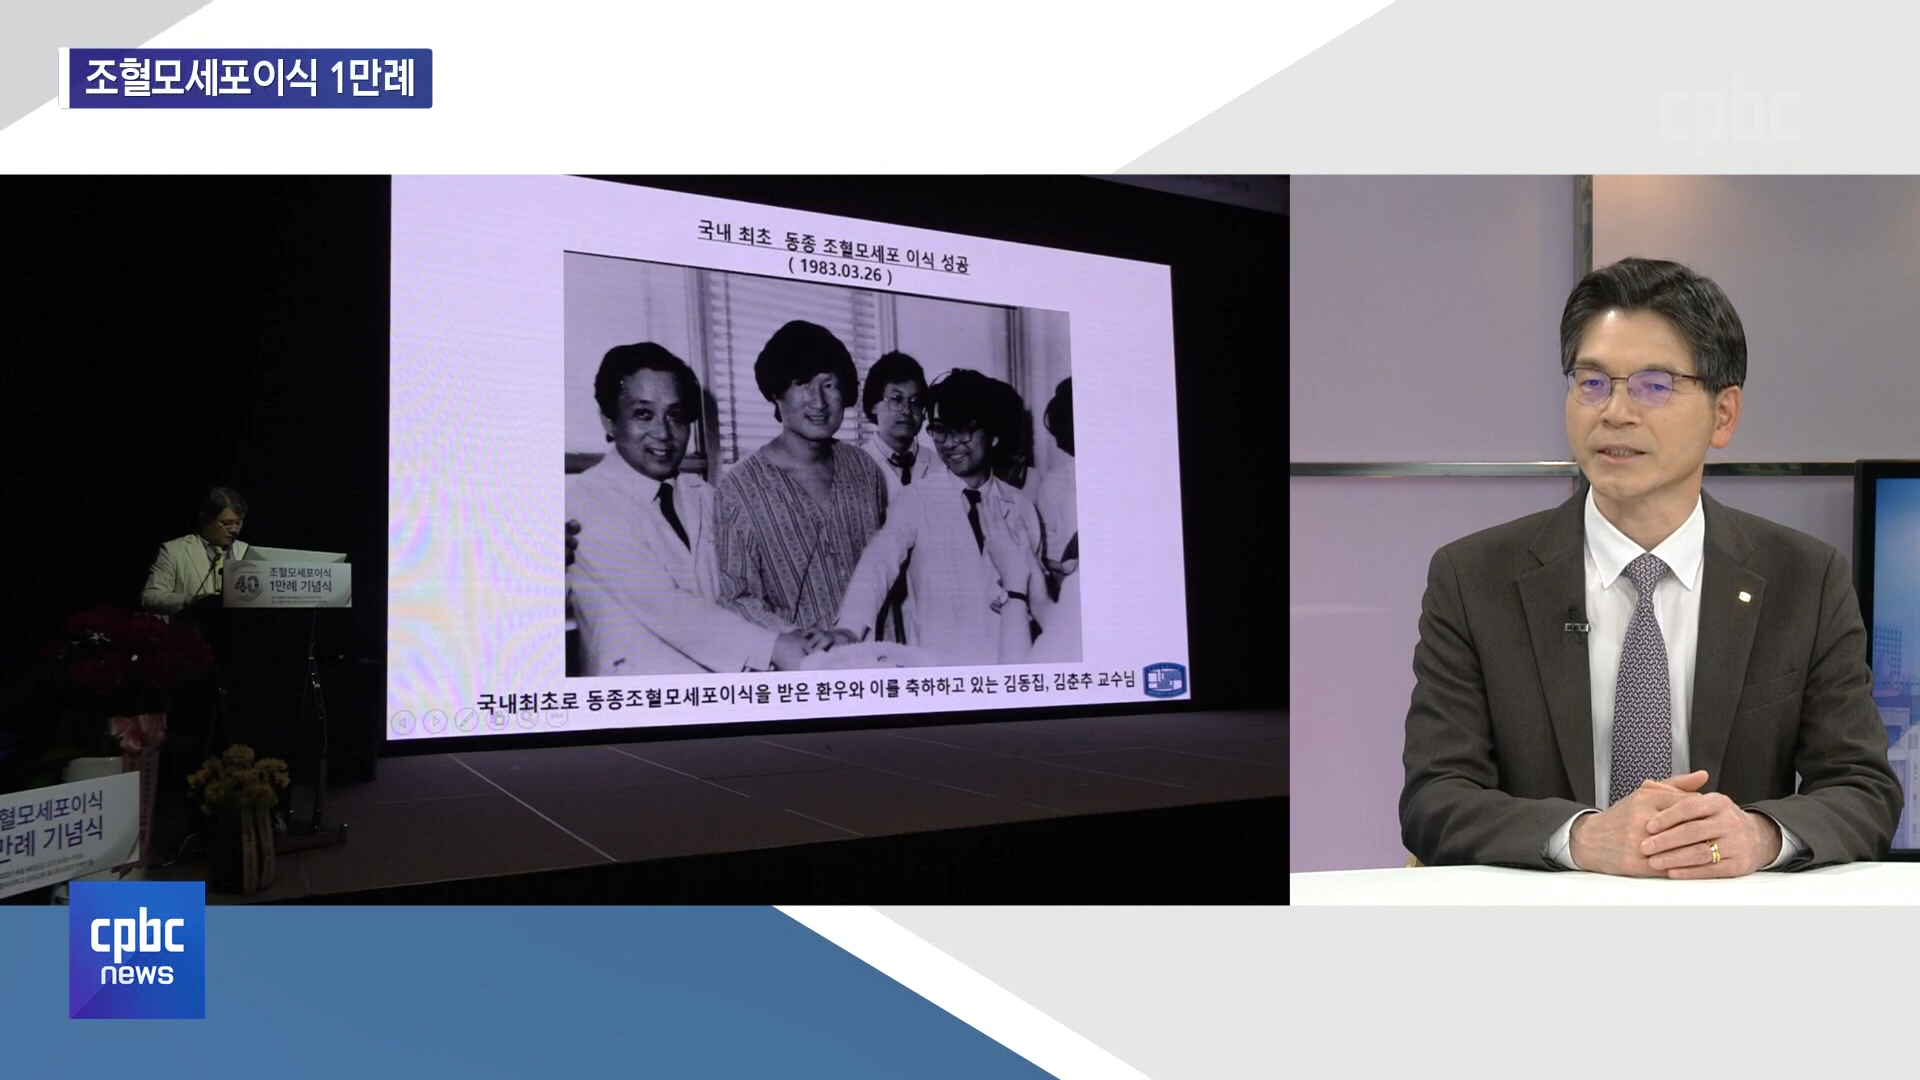 조혈모세포이식 1만례
cpbc
국내 최초 동종 조혈모세포 이식 성공
( 1983.03.26 )
40
조혈모세포이식
1만례 기념식
국내최초로 동종조혈모세포이식을 받은 환우와 이를 축하하고 있는 김동집, 김춘추 교수님
혈모세포이식
만례 기념식
cpbc
news